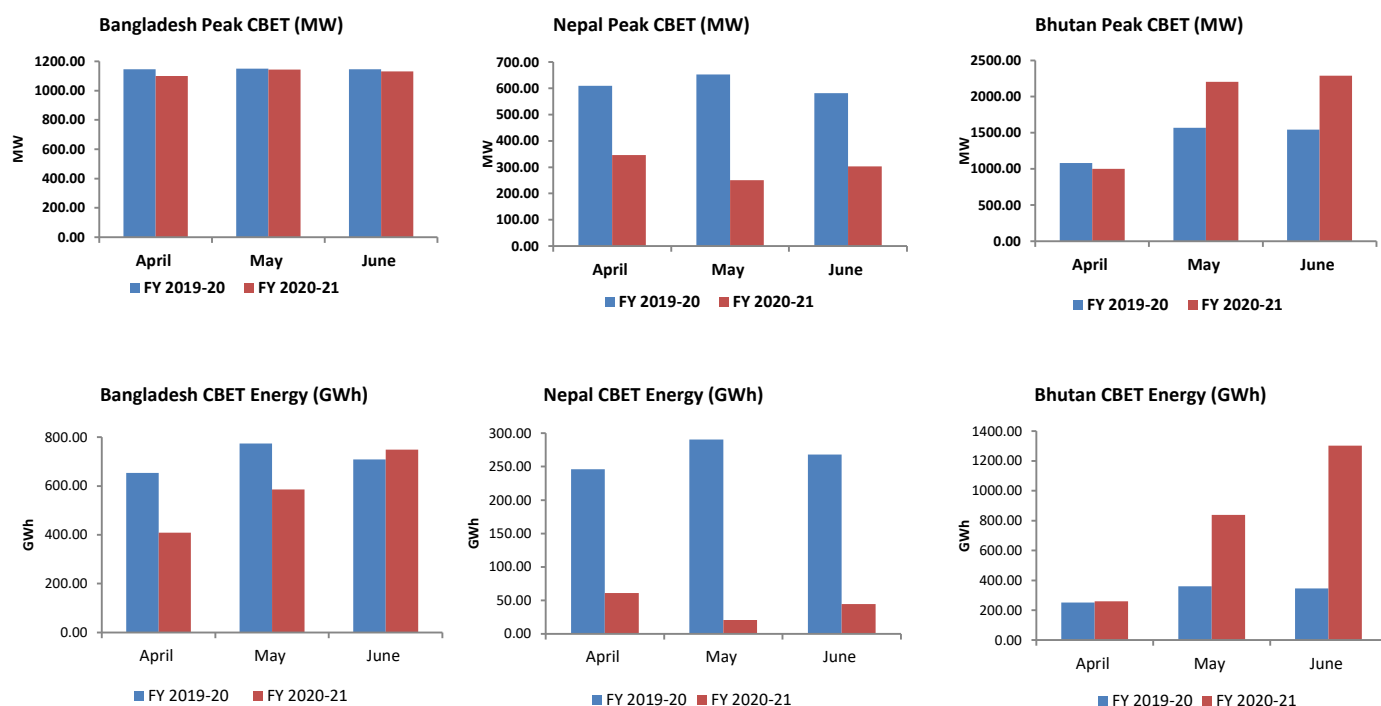 Bangladesh Peak CBET (MW)
1200.00
1000.00
800.00
600.00
400.00
200.00
0.00
MW
April May June
FY 2019-20 FY 2020-21
Nepal Peak CBET (MW)
700.00
600.00
500.00
400.00
300.00
200.00
100.00
0.00
MW
April May June
FY 2019-20 FY 2020-21
Bhutan Peak CBET (MW)
2500.00
2000.00
1500.00
1000.00
500.00
0.00
MW
April May June
FY 2019-20 FY 2020-21
Bangladesh CBET Energy (GWh)
800.00
600.00
400.00
200.00
0.00
GWh
April May June
FY 2019-20 FY 2020-21
Nepal CBET Energy (GWh)
300.00
250.00
200.00
150.00
100.00
50.00
0.00
GWh
April May June
FY 2019-20 FY 2020-21
Bhutan CBET Energy (GWh)
1400.00
1200.00
1000.00
800.00
600.00
400.00
200.00
0.00
GWh
April May June
FY 2019-20 FY 2020-21